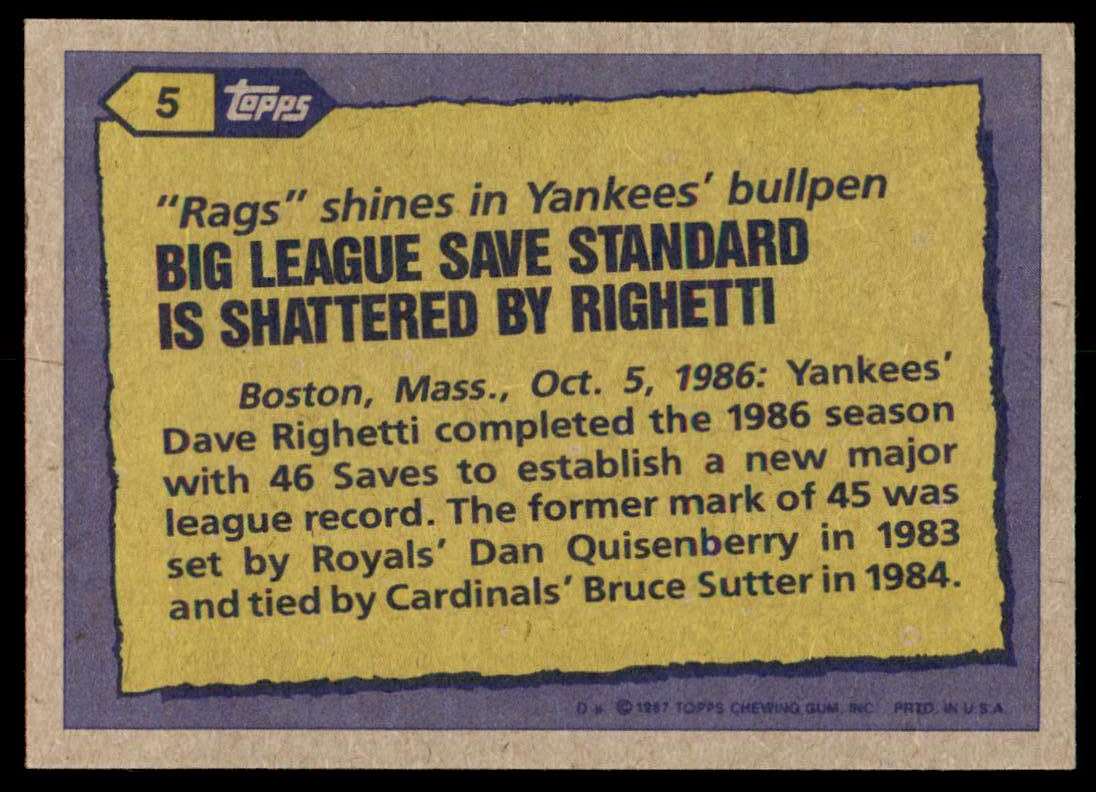 5 topps
"Rags" shines in Yankees' bullpen
BIG LEAGUE SAVE STANDARD
IS SHATTERED BY RIGHETTI
Boston, Mass., Oct. 5, 1986: Yankees'
Dave Righetti completed the 1986 season
with 46 Saves to establish a new major
league record. The former mark of 45 was
set by Royals' Dan Quisenberry in 1983
and tied by Cardinals' Bruce Sutter in 1984.
D * © 1987 TOPPS CHEWING GUM, INC. PRTD. IN U.S.A.